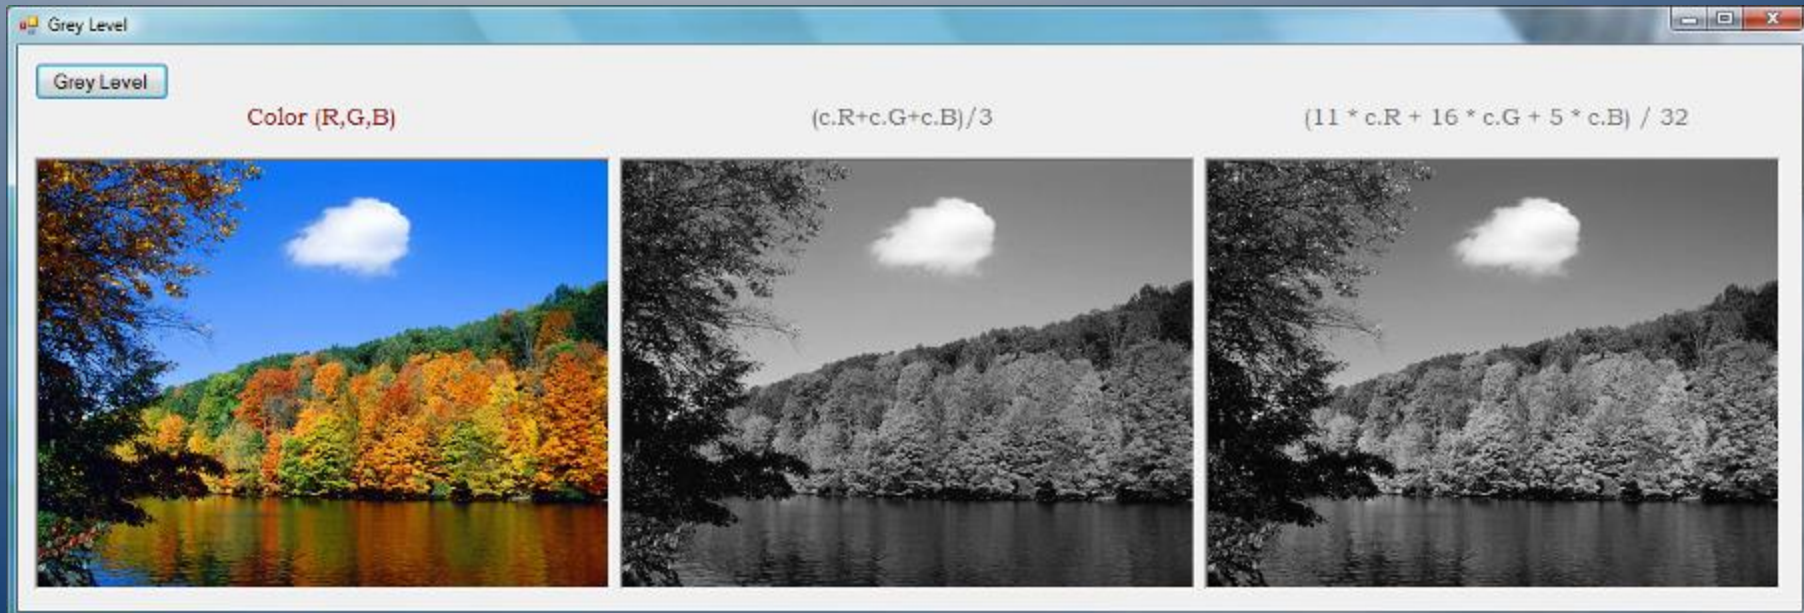 Grey Level
Grey Level
Color (R,G,B)
(c.R+c.G+c.B)/3
(11 * c.R + 16 * c.G + 5 * c.B) / 32